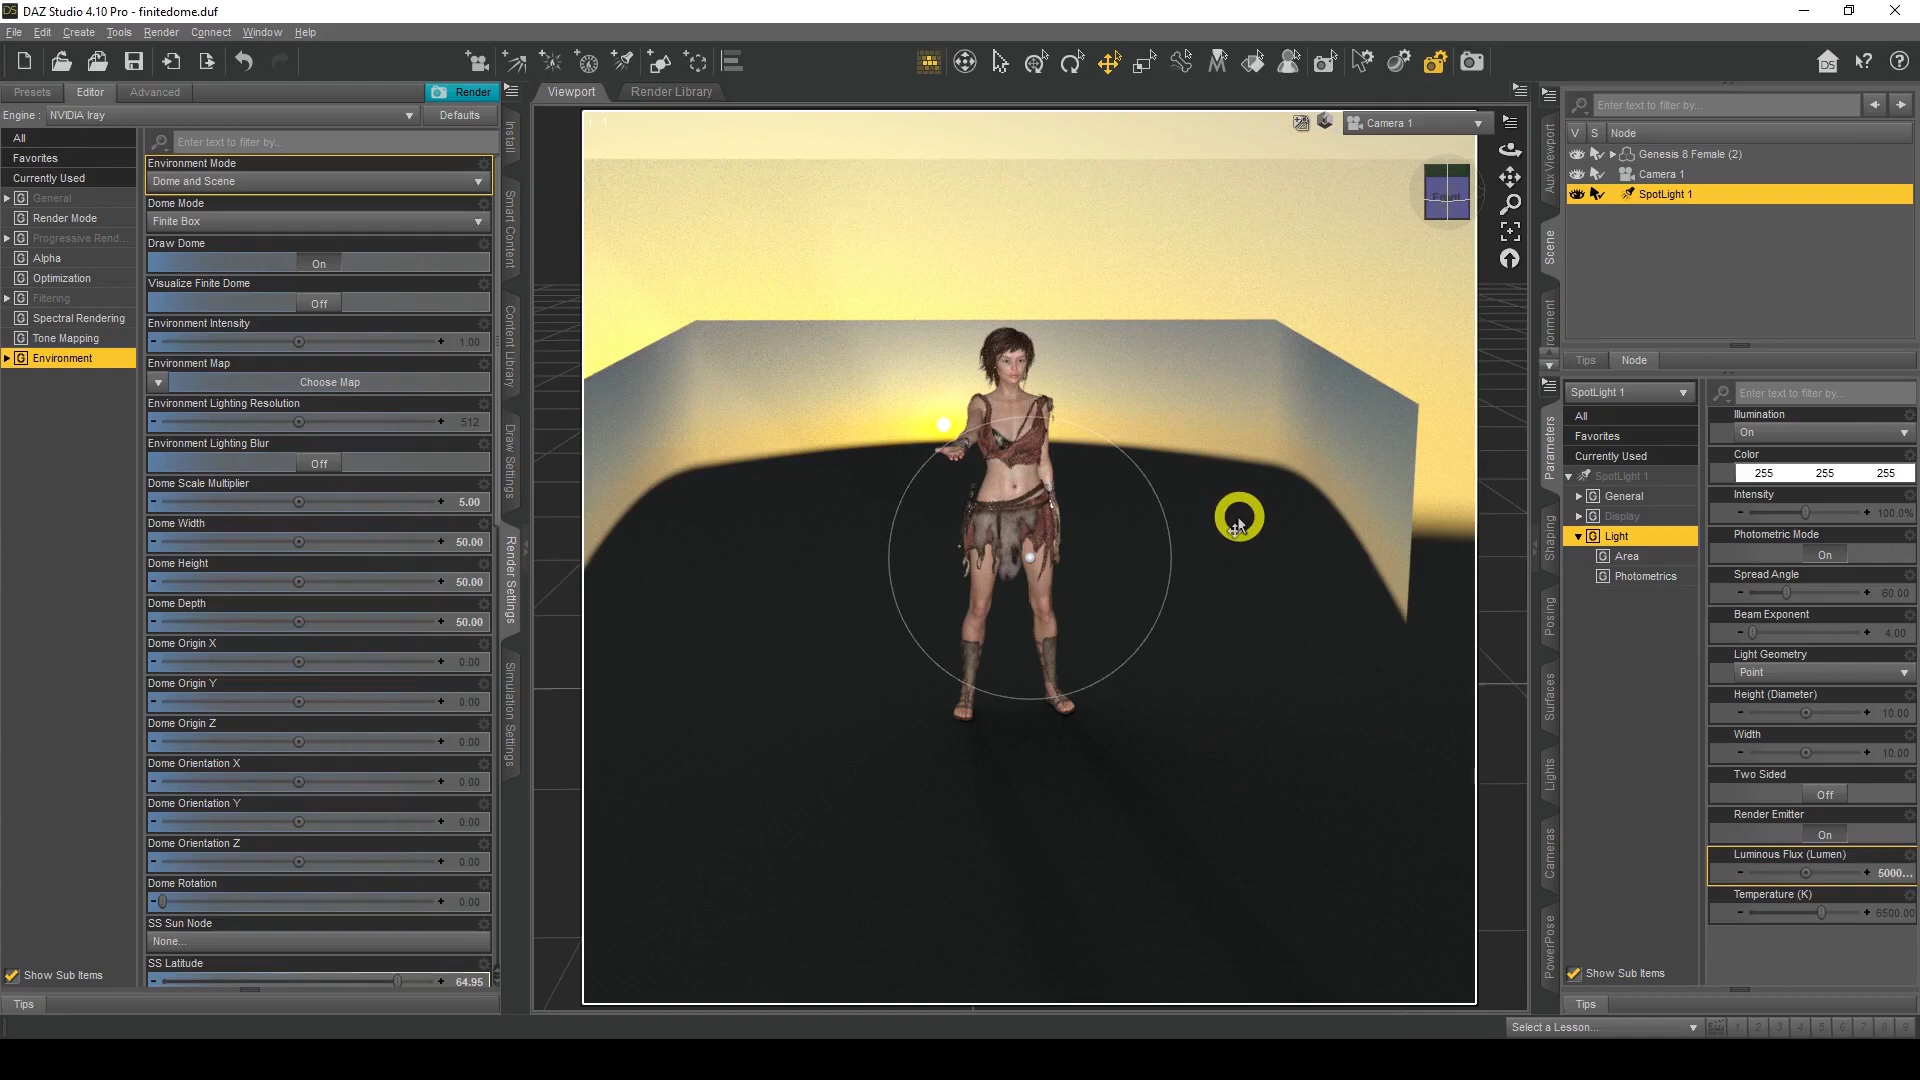 DAZ Studio 4.10 Pro - finitedome.duf
File Edit Create Tools Render Connect Window Help
Presets Editor Advanced Render
Engine : NVIDIA Iray Defaults
All
Favorites
Currently Used
General
Render Mode
Progressive Rend...
Alpha
Optimization
Filtering
Spectral Rendering
Tone Mapping
Environment
Show Sub Items
Tips
Enter text to filter by...
Environment Mode
Dome and Scene
Dome Mode
Finite Box
Draw Dome
On
Visualize Finite Dome
Off
Environment Intensity
1.00
Environment Map
Choose Map
Environment Lighting Resolution
512
Environment Lighting Blur
Off
Dome Scale Multiplier
5.00
Dome Width
50.00
Dome Height
50.00
Dome Depth
50.00
Dome Origin X
0.00
Dome Origin Y
0.00
Dome Origin Z
0.00
Dome Orientation X
0.00
Dome Orientation Y
0.00
Dome Orientation Z
0.00
Dome Rotation
0.00
SS Sun Node
None...
SS Latitude
64.95
Install
Smart Content
Content Library
Draw Settings
Render Settings
Simulation Settings
Viewport Render Library
1 : 1
Camera 1
Front
Aux Viewport
Scene
Enter text to filter by...
V S Node
Genesis 8 Female (2)
Camera 1
SpotLight 1
Tips Node
Parameters
Shaping
Posing
Surfaces
Lights
Cameras
PowerPose
SpotLight 1
All
Favorites
Currently Used
SpotLight 1
General
Display
Light
Area
Photometrics
Show Sub Items
Tips
Enter text to filter by...
Illumination
On
Color
255 255 255
Intensity
100.0%
Photometric Mode
On
Spread Angle
60.00
Beam Exponent
4.00
Light Geometry
Point
Height (Diameter)
10.00
Width
10.00
Two Sided
Off
Render Emitter
On
Luminous Flux (Lumen)
5000...
Temperature (K)
6500.00
Select a Lesson...
1 2 3 4 5 6 7 8 9